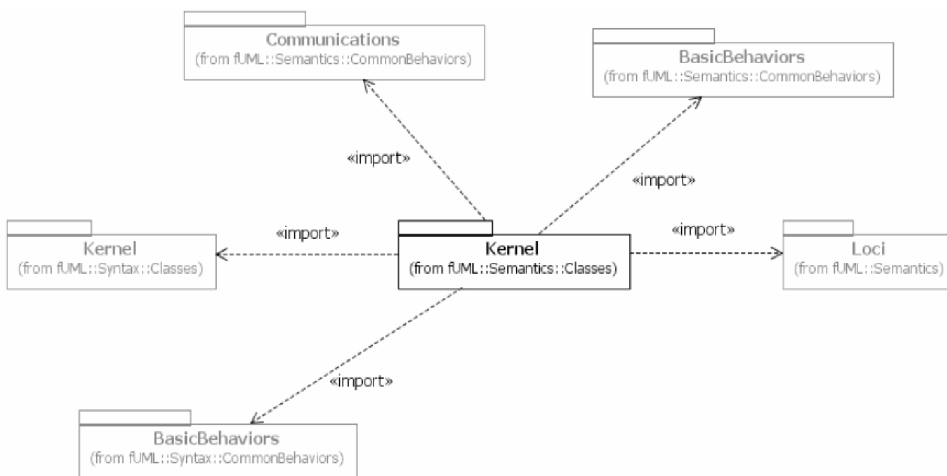 Communications
(from fUML::Semantics::CommonBehaviors)
BasicBehaviors
(from fUML::Semantics::CommonBehaviors)
«import»
«import»
Kernel
(from fUML::Syntax::Classes)
«import»
Kernel
(from fUML::Semantics::Classes)
«import»
Loci
(from fUML::Semantics)
«import»
BasicBehaviors
(from fUML::Syntax::CommonBehaviors)